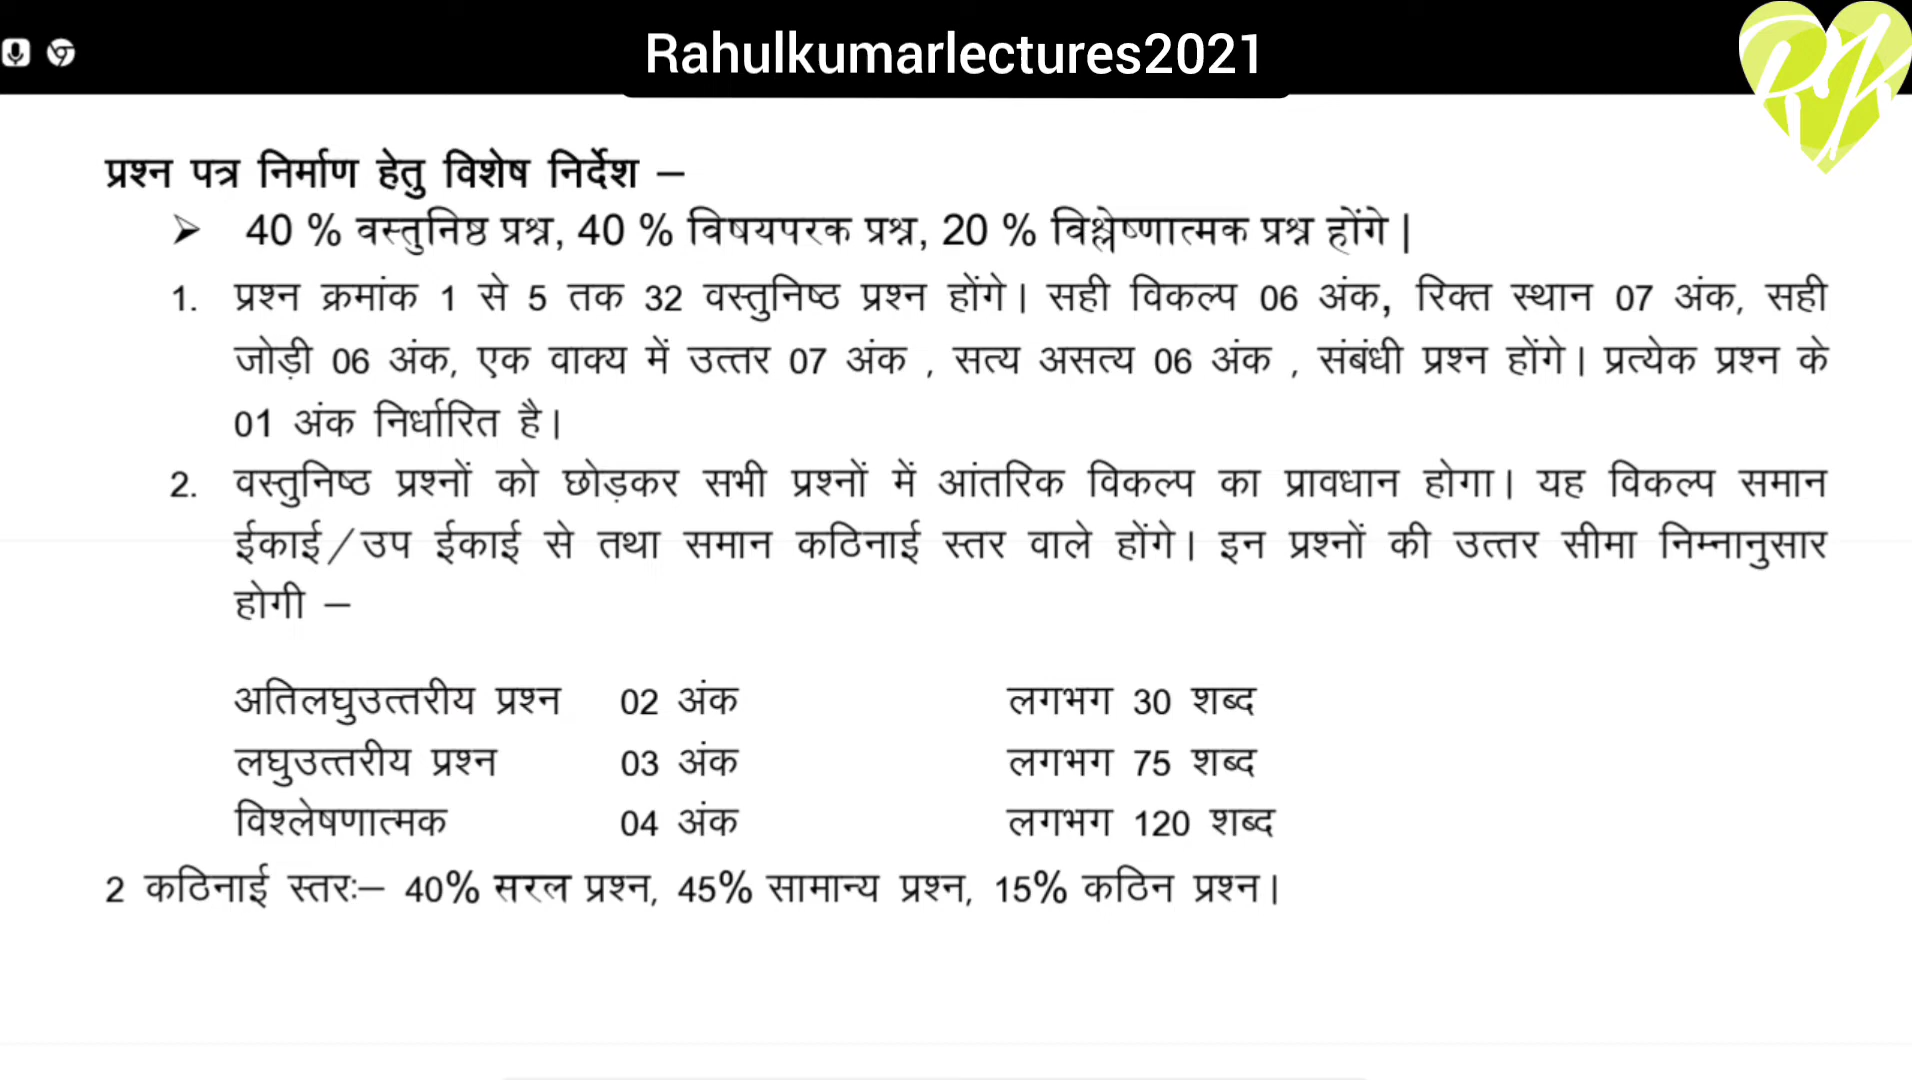 Rahulkumarlectures2021
RK
प्रश्न पत्र निर्माण हेतु विशेष निर्देश –
➢ 40 % वस्तुनिष्ठ प्रश्न, 40 % विषयपरक प्रश्न, 20 % विश्लेष्णात्मक प्रश्न होंगे |
1. प्रश्न क्रमांक 1 से 5 तक 32 वस्तुनिष्ठ प्रश्न होंगे। सही विकल्प 06 अंक, रिक्त स्थान 07 अंक, सही
जोड़ी 06 अंक, एक वाक्य में उत्तर 07 अंक , सत्य असत्य 06 अंक , संबंधी प्रश्न होंगे। प्रत्येक प्रश्न के
01 अंक निर्धारित है।
2. वस्तुनिष्ठ प्रश्नों को छोड़कर सभी प्रश्नों में आंतरिक विकल्प का प्रावधान होगा। यह विकल्प समान
ईकाई/उप ईकाई से तथा समान कठिनाई स्तर वाले होंगे। इन प्रश्नों की उत्तर सीमा निम्नानुसार
होगी –
अतिलघुउत्तरीय प्रश्न 02 अंक लगभग 30 शब्द
लघुउत्तरीय प्रश्न 03 अंक लगभग 75 शब्द
विश्लेषणात्मक 04 अंक लगभग 120 शब्द
2 कठिनाई स्तरः– 40% सरल प्रश्न, 45% सामान्य प्रश्न, 15% कठिन प्रश्न।